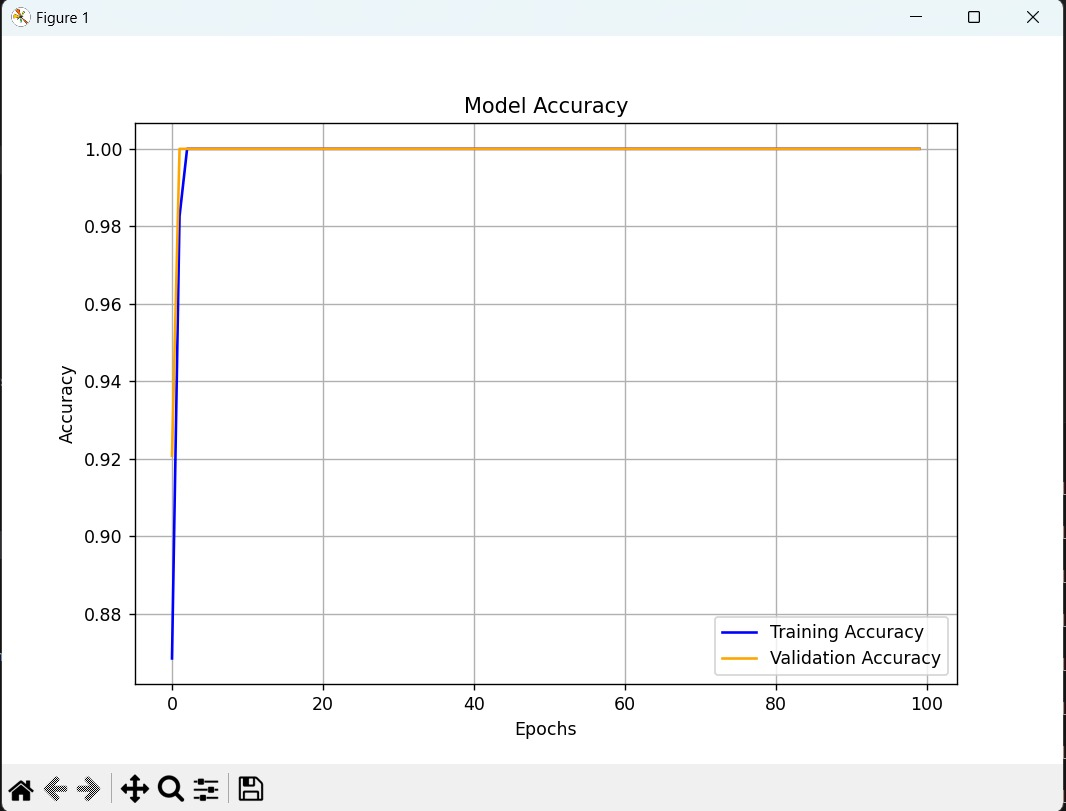 Figure 1
Model Accuracy
1.00
0.98
0.96
0.94
0.92
0.90
0.88
Accuracy
0 20 40 60 80 100
Epochs
Training Accuracy
Validation Accuracy